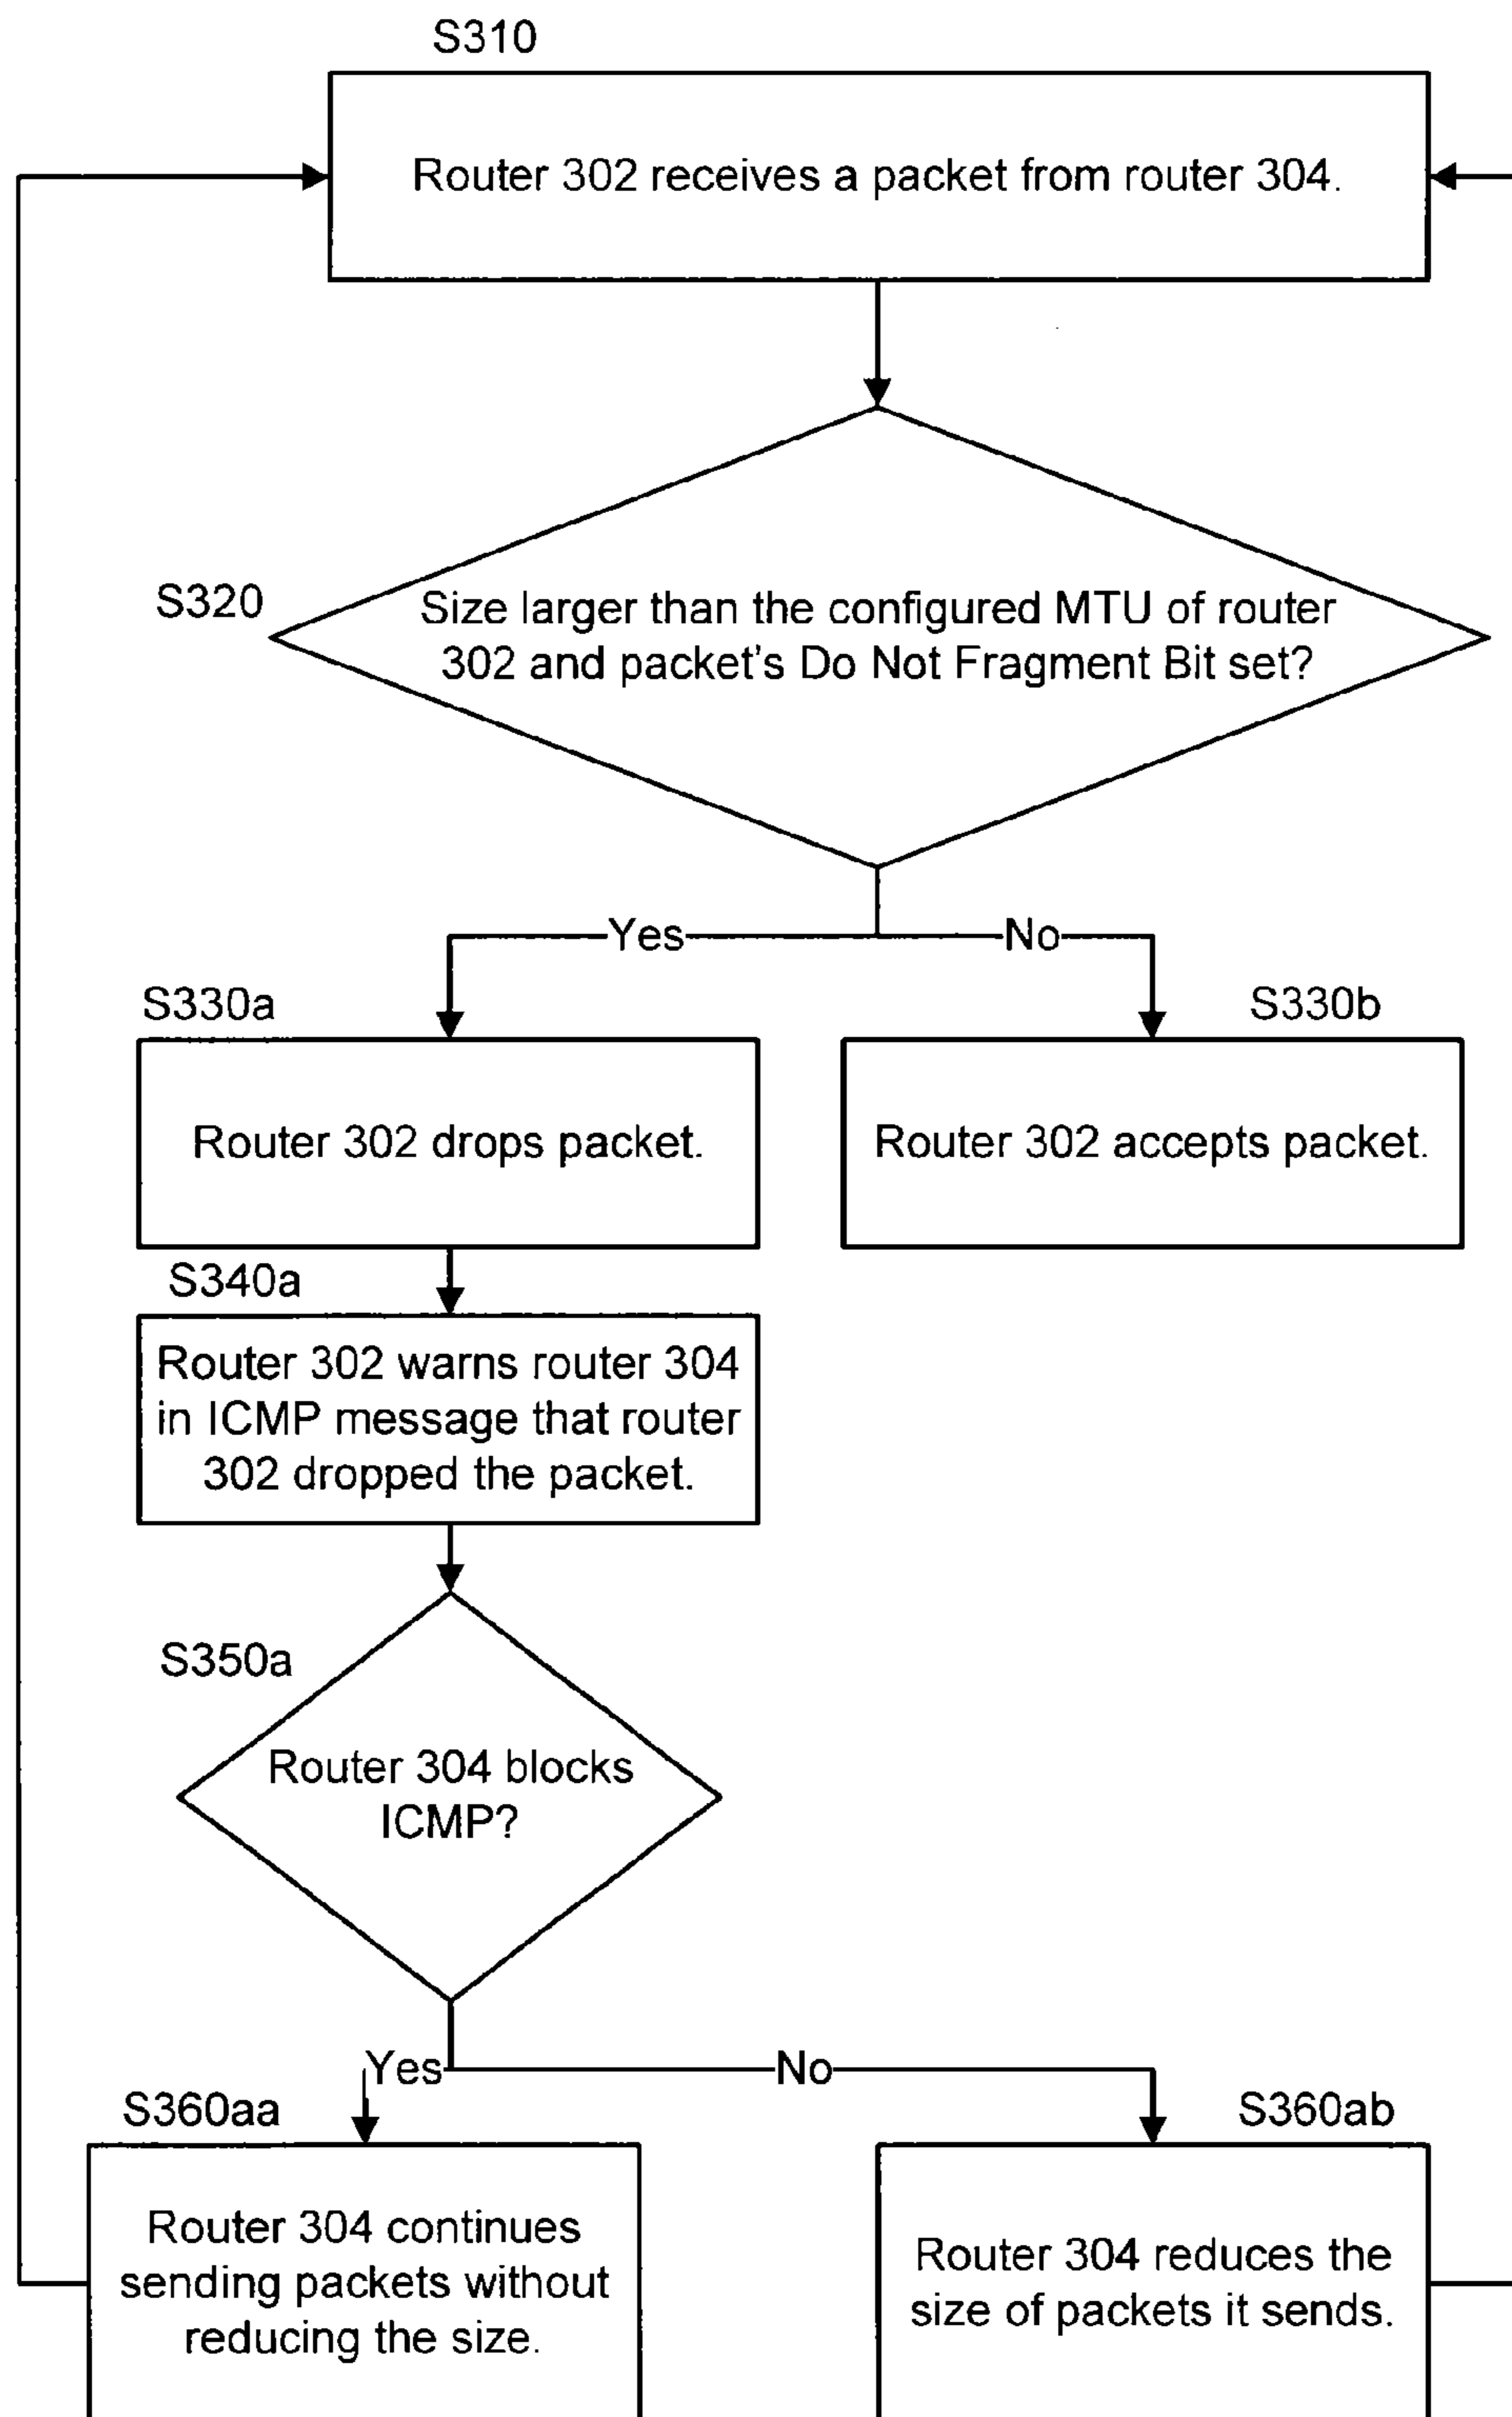 S310
Router 302 receives a packet from router 304.
S320
Size larger than the configured MTU of router
302 and packet's Do Not Fragment Bit set?
Yes
No
S330a
S330b
Router 302 drops packet.
Router 302 accepts packet.
S340a
Router 302 warns router 304
in ICMP message that router
302 dropped the packet.
S350a
Router 304 blocks
ICMP?
Yes
No
S360aa
S360ab
Router 304 continues
sending packets without
reducing the size.
Router 304 reduces the
size of packets it sends.